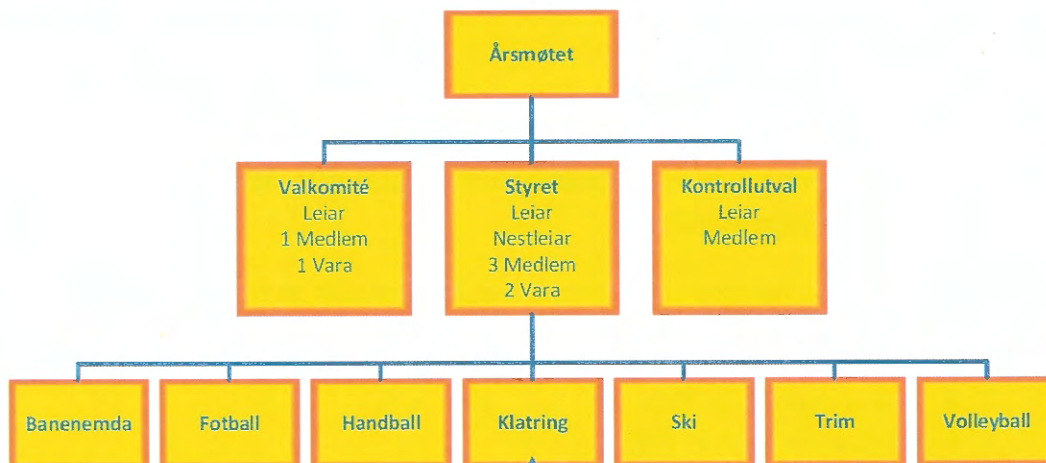 Årsmøtet
Valkomité
Leiar
1 Medlem
1 Vara
Styret
Leiar
Nestleiar
3 Medlem
2 Vara
Kontrollutval
Leiar
Medlem
Banenemda
Fotball
Handball
Klatring
Ski
Trim
Volleyball